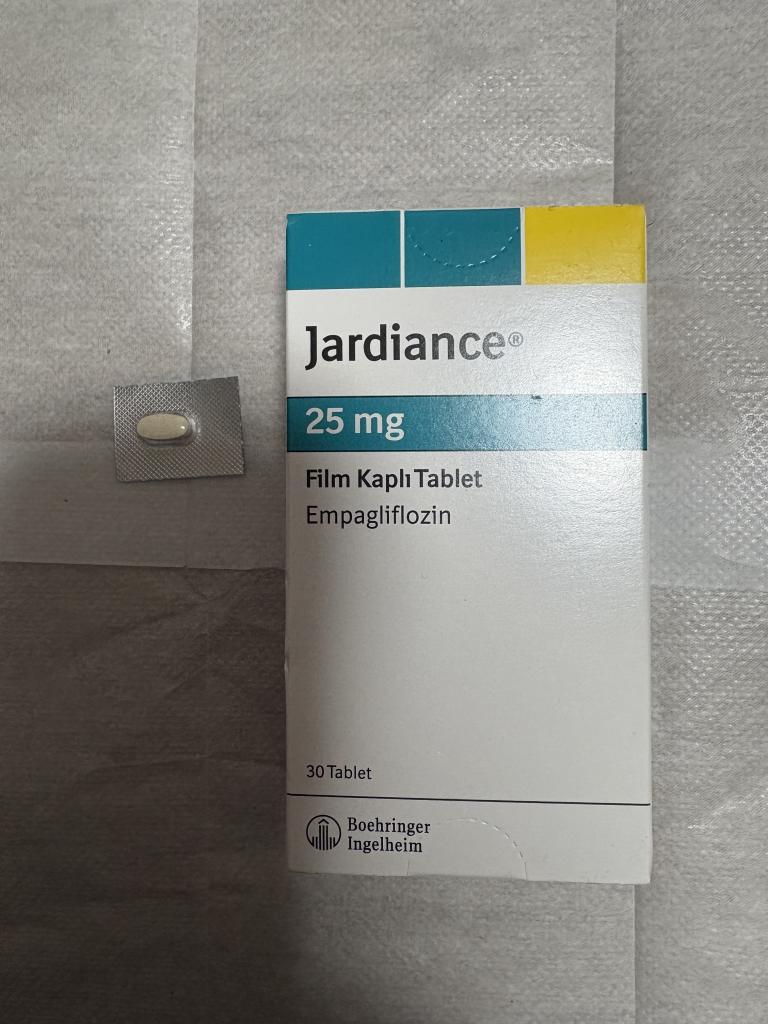 Jardiance®
25 mg
Film Kaplı Tablet
Empagliflozin
30 Tablet
Boehringer
Ingelheim